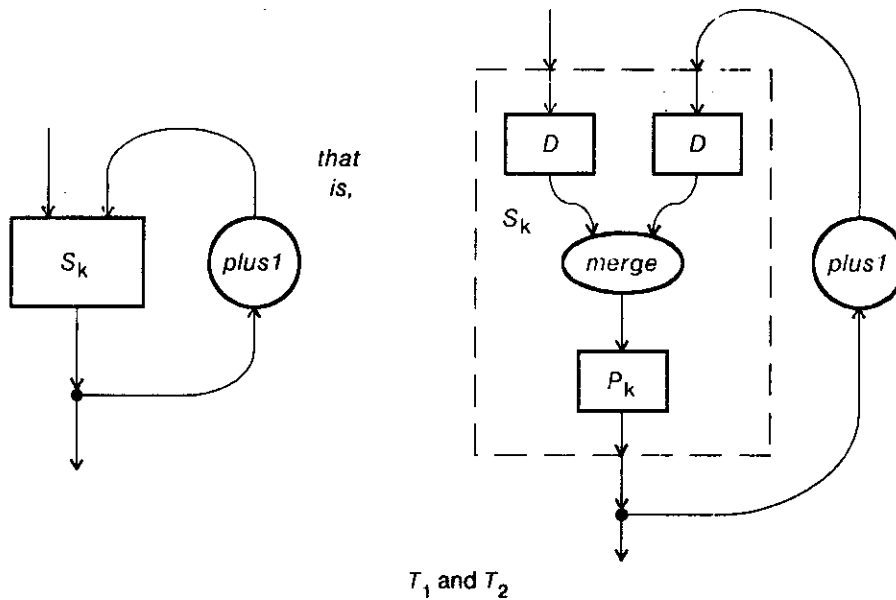 that
is,
S_k
plus1
D
D
S_k
merge
plus1
P_k
T_1 and T_2